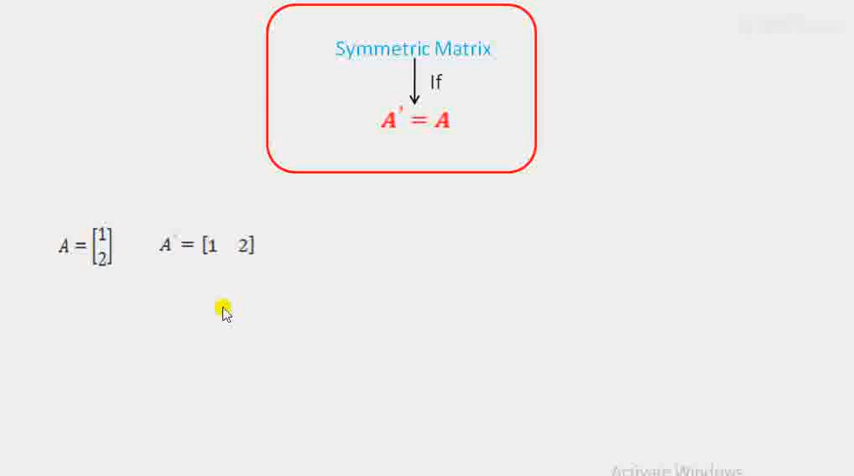 Symmetric Matrix
If
A' = A
A = [1 2] A' = [1 2]
Activate Windows